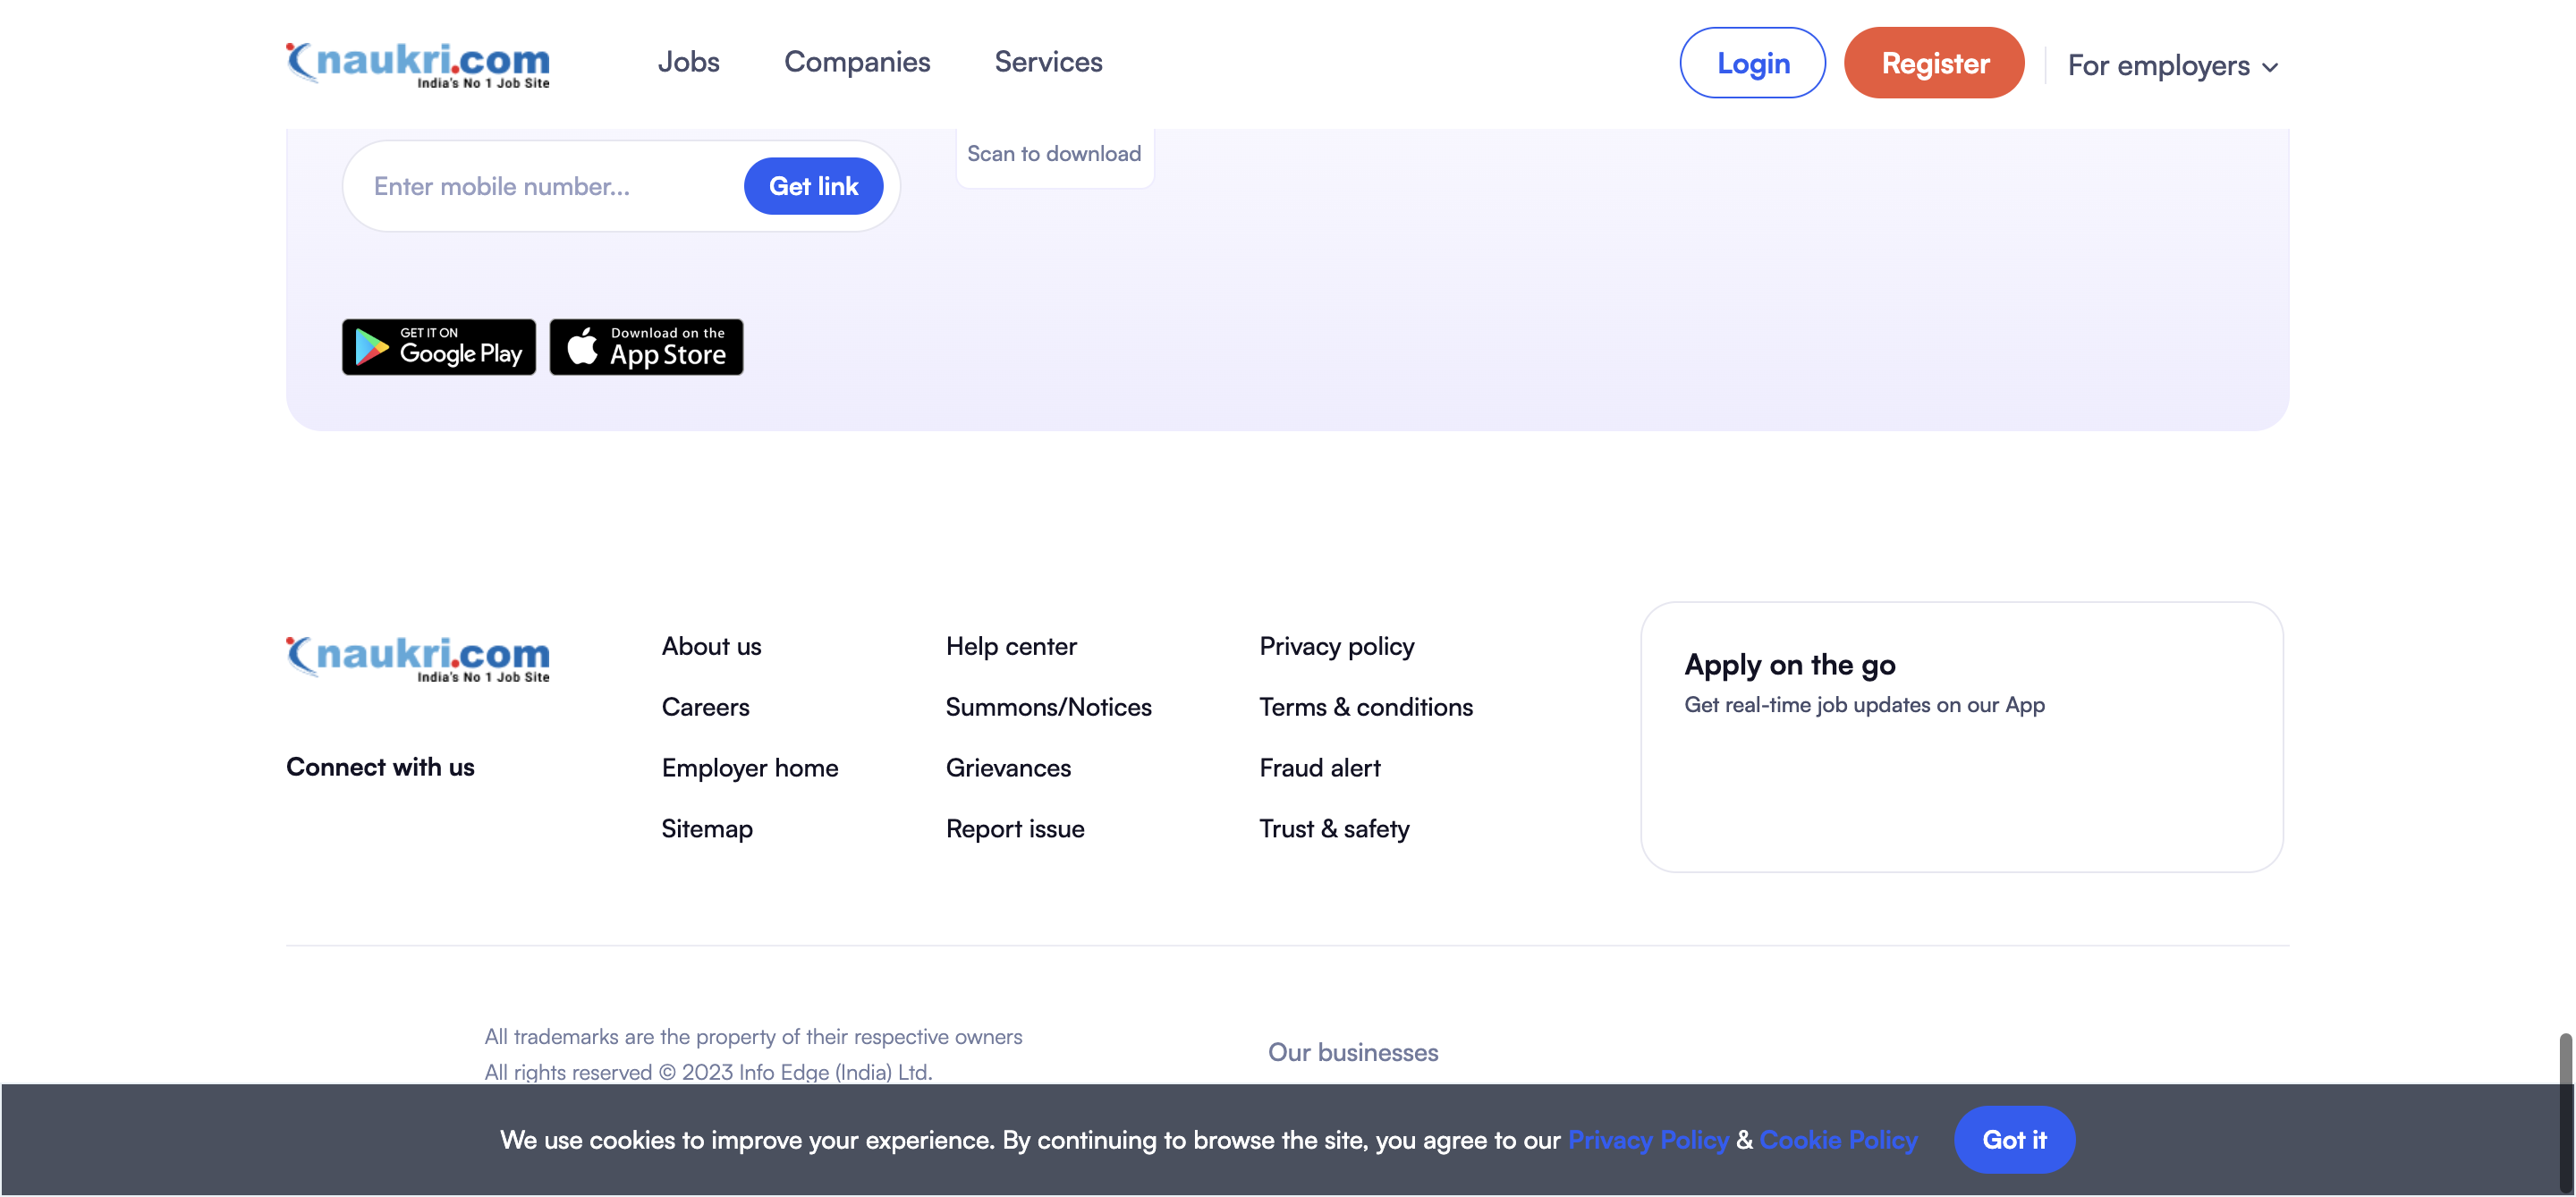 naukri.com
India's No 1 Job Site
Jobs
Companies
Services
Login
Register
For employers
Enter mobile number...
Get link
Scan to download
GET IT ON
Google Play
Download on the
App Store
naukri.com
India's No 1 Job Site
Connect with us
About us
Careers
Employer home
Sitemap
Help center
Summons/Notices
Grievances
Report issue
Privacy policy
Terms & conditions
Fraud alert
Trust & safety
Apply on the go
Get real-time job updates on our App
All trademarks are the property of their respective owners
All rights reserved © 2023 Info Edge (India) Ltd.
Our businesses
We use cookies to improve your experience. By continuing to browse the site, you agree to our Privacy Policy & Cookie Policy
Got it